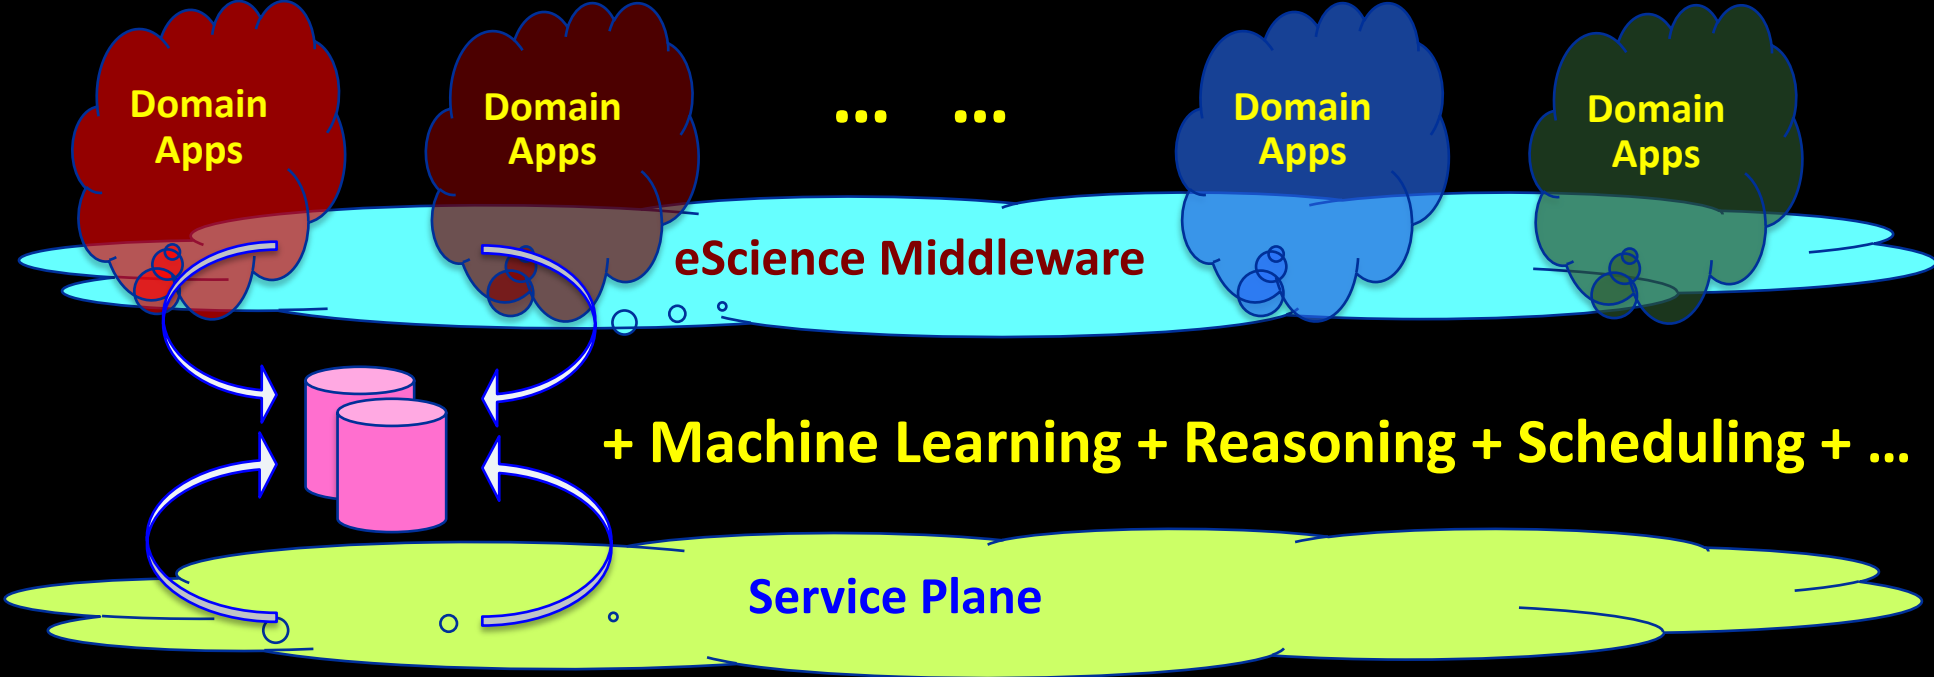 Domain
Apps
Domain
Apps
... ...
Domain
Apps
Domain
Apps
eScience Middleware
+ Machine Learning + Reasoning + Scheduling + ...
Service Plane